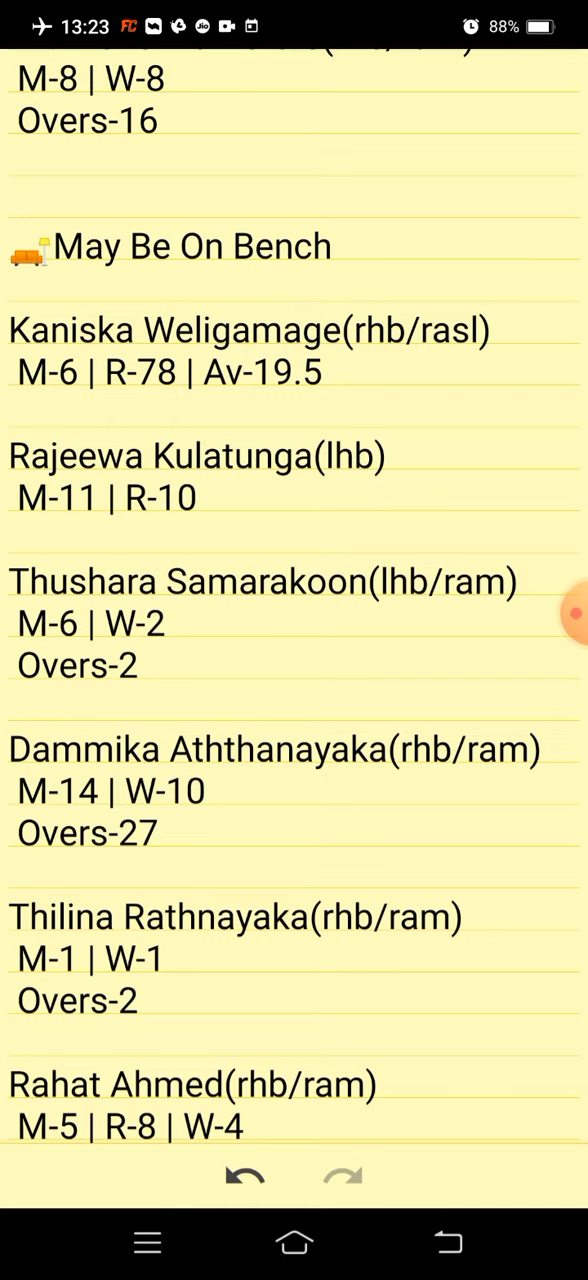 13:23 FC Jio 88%
M-8 | W-8
Overs-16
May Be On Bench
Kaniska Weligamage(rhb/rasl)
M-6 | R-78 | Av-19.5
Rajeewa Kulatunga(lhb)
M-11 | R-10
Thushara Samarakoon(lhb/ram)
M-6 | W-2
Overs-2
Dammika Aththanayaka(rhb/ram)
M-14 | W-10
Overs-27
Thilina Rathnayaka(rhb/ram)
M-1 | W-1
Overs-2
Rahat Ahmed(rhb/ram)
M-5 | R-8 | W-4